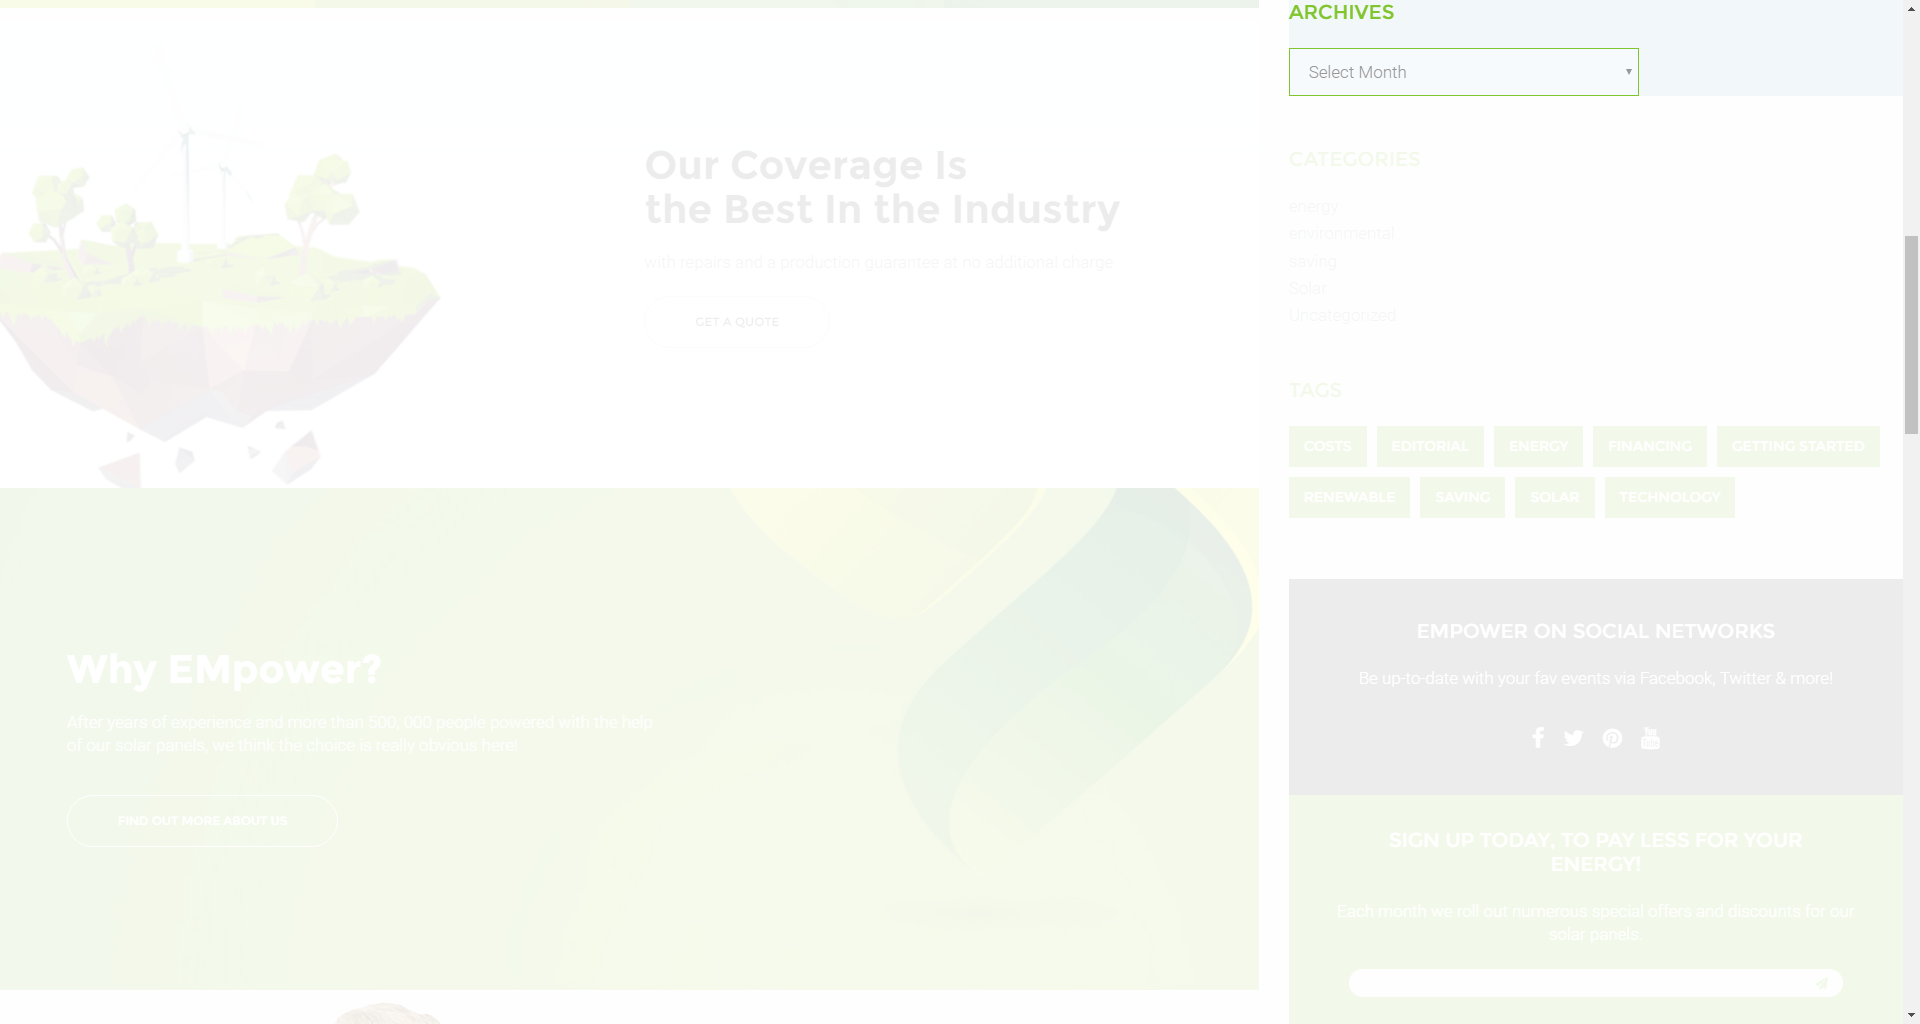 ARCHIVES
Select Month
Our Coverage Is
the Best In the Industry
with repairs and a production guarantee at no additional charge
GET A QUOTE
CATEGORIES
energy
environmental
saving
Solar
Uncategorized
TAGS
COSTS EDITORIAL ENERGY FINANCING GETTING STARTED
RENEWABLE SAVING SOLAR TECHNOLOGY
Why EMpower?
After years of experience and more than 500, 000 people powered with the help
of our solar panels, we think the choice is really obvious here!
FIND OUT MORE ABOUT US
EMPOWER ON SOCIAL NETWORKS
Be up-to-date with your fav events via Facebook, Twitter & more!
SIGN UP TODAY, TO PAY LESS FOR YOUR
ENERGY!
Each month we roll out numerous special offers and discounts for our
solar panels.